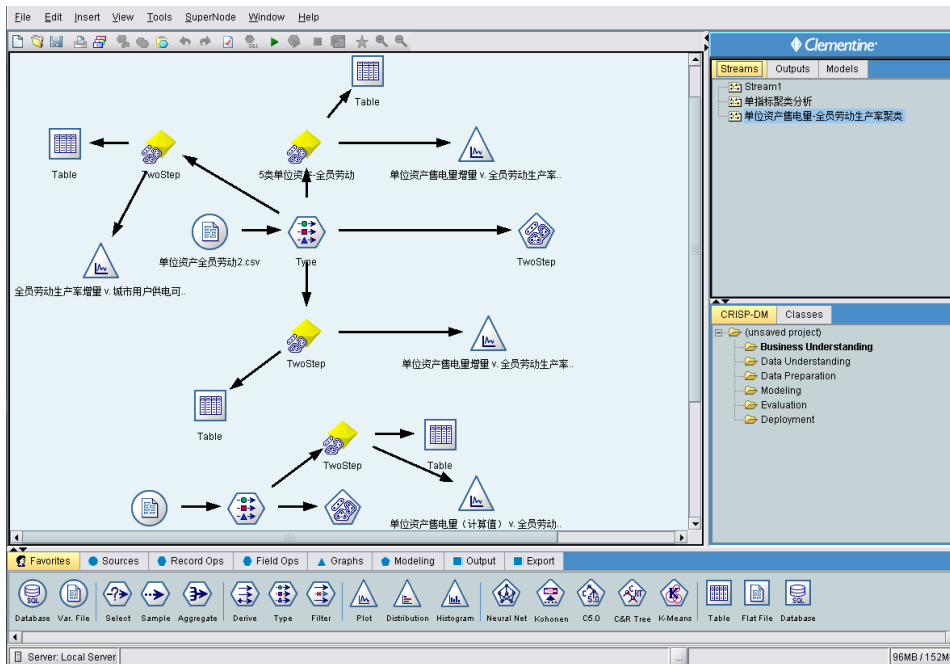 File Edit Insert View Tools SuperNode Window Help
Clementine
Streams Outputs Models
Stream1
单指标聚类分析
单位资产售电量-全员劳动生产率聚类
Table
Table
TwoStep
5类单位资产-全员劳动
单位资产售电量增量 v. 全员劳动生产率..
单位资产全员劳动2.csv
Type
TwoStep
全员劳动生产率增量 v. 城市用户供电可..
TwoStep
单位资产售电量增量 v. 全员劳动生产率..
Table
TwoStep
Table
单位资产售电量（计算值） v. 全员劳动..
CRISP-DM Classes
(unsaved project)
Business Understanding
Data Understanding
Data Preparation
Modeling
Evaluation
Deployment
Favorites Sources Record Ops Field Ops Graphs Modeling Output Export
Database Var. File Select Sample Aggregate Derive Type Filter Plot Distribution Histogram Neural Net Kohonen C5.0 C&R Tree K-Means Table Flat File Database
Server: Local Server ... 96MB / 152M